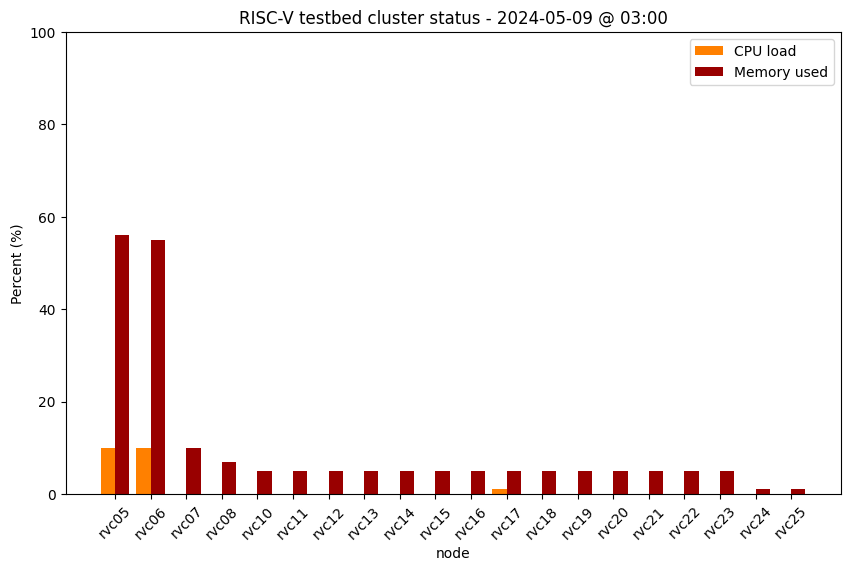 RISC-V testbed cluster status - 2024-05-09 @ 03:00
CPU load
Memory used
Percent (%)
100
80
60
40
20
0
rvc05
rvc06
rvc07
rvc08
rvc10
rvc11
rvc12
rvc13
rvc14
rvc15
rvc16
rvc17
rvc18
rvc19
rvc20
rvc21
rvc22
rvc23
rvc24
rvc25
node